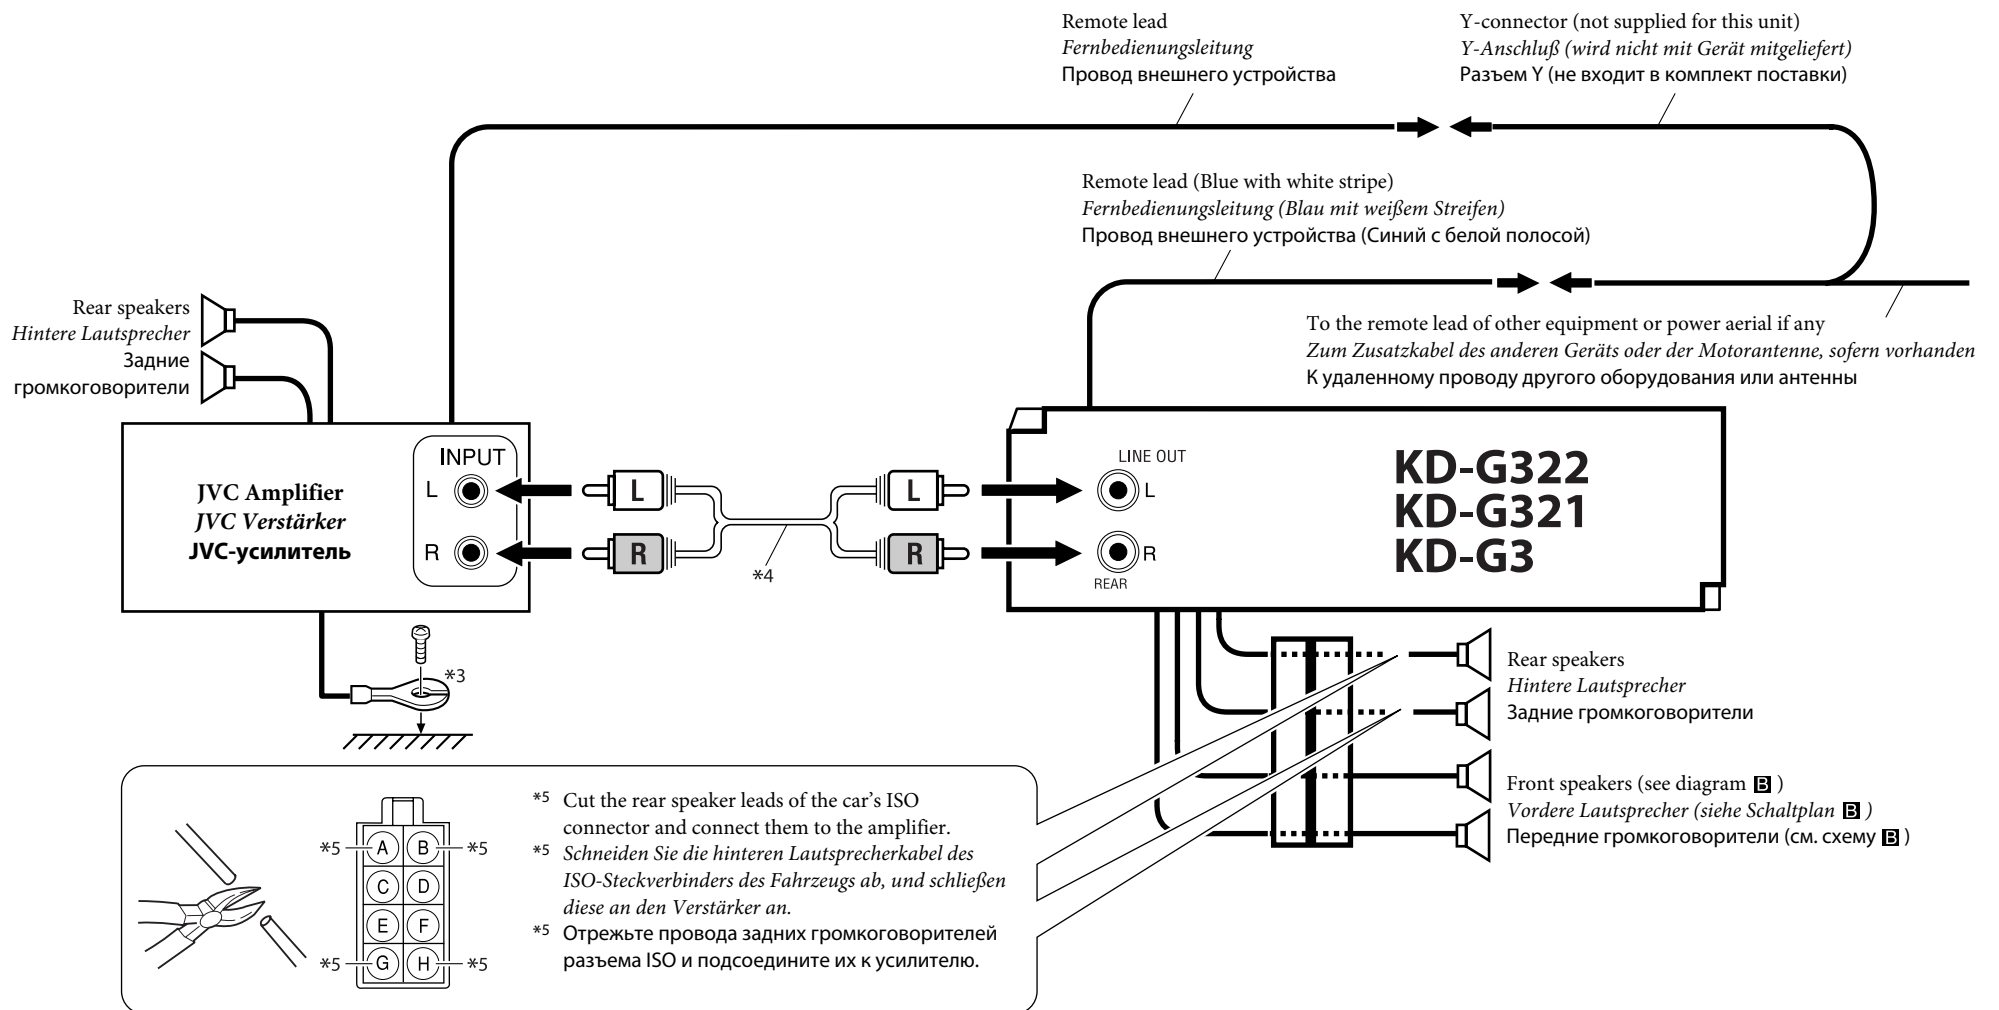 Remote lead
Fernbedienungsleitung
Провод внешнего устройства
Y-connector (not supplied for this unit)
Y-Anschluß (wird nicht mit Gerät mitgeliefert)
Разъем Y (не входит в комплект поставки)
Remote lead (Blue with white stripe)
Fernbedienungsleitung (Blau mit weißem Streifen)
Провод внешнего устройства (Синий с белой полосой)
Rear speakers
Hintere Lautsprecher
Задние
громкоговорители
To the remote lead of other equipment or power aerial if any
Zum Zusatzkabel des anderen Geräts oder der Motorantenne, sofern vorhanden
К удаленному проводу другого оборудования или антенны
JVC Amplifier
JVC Verstärker
JVC-усилитель
INPUT
L
R
L
R
*4
L
R
LINE OUT
L
R
REAR
KD-G322
KD-G321
KD-G3
*3
Rear speakers
Hintere Lautsprecher
Задние громкоговорители
Front speakers (see diagram B )
Vordere Lautsprecher (siehe Schaltplan B )
Передние громкоговорители (см. схему B )
*5 A B *5
C D
E F
*5 G H *5
*5 Cut the rear speaker leads of the car’s ISO
connector and connect them to the amplifier.
*5 Schneiden Sie die hinteren Lautsprecherkabel des
ISO-Steckverbinders des Fahrzeugs ab, und schließen
diese an den Verstärker an.
*5 Отрежьте провода задних громкоговорителей
разъема ISO и подсоедините их к усилителю.